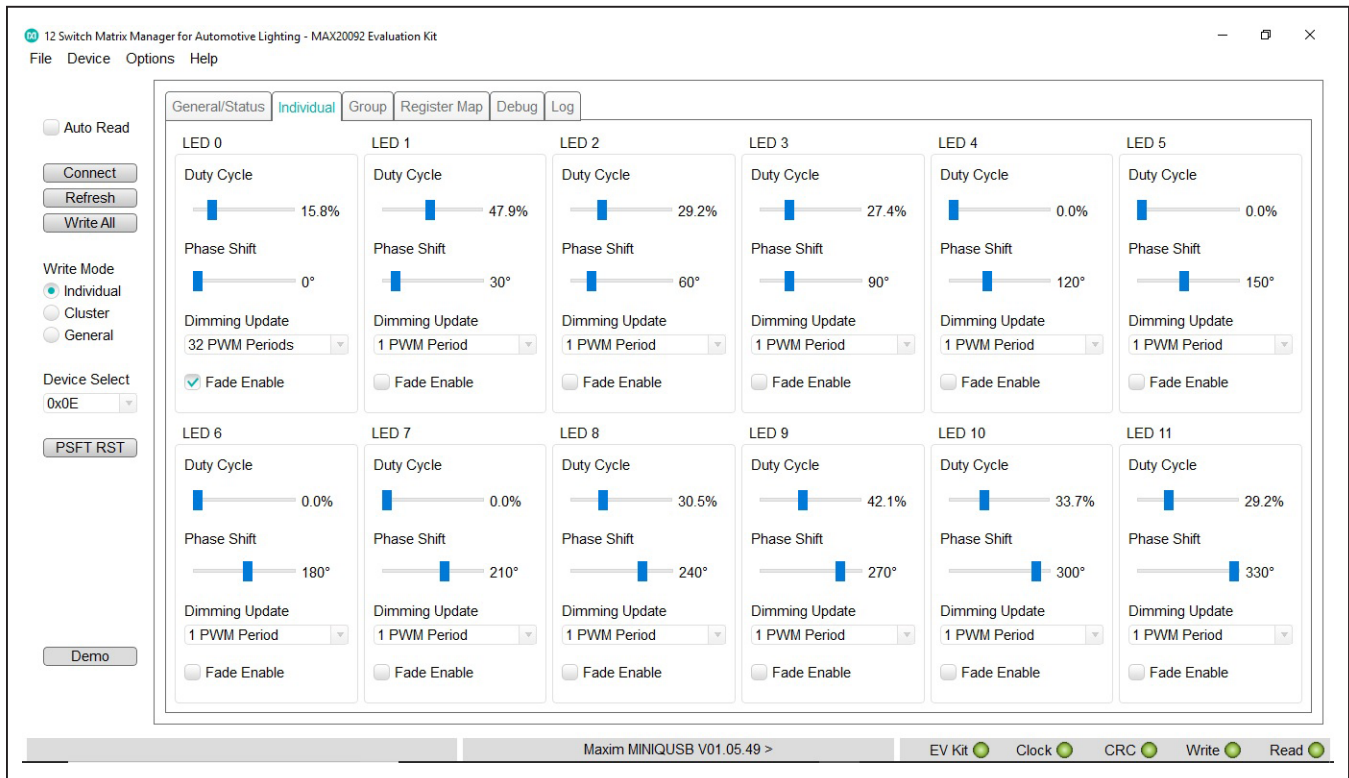 12 Switch Matrix Manager for Automotive Lighting - MAX20092 Evaluation Kit
File Device Options Help
General/Status Individual Group Register Map Debug Log
Auto Read
Connect
Refresh
Write All
Write Mode
Individual
Cluster
General
Device Select
0x0E
PSFT RST
Demo
LED 0 LED 1 LED 2 LED 3 LED 4 LED 5
Duty Cycle Duty Cycle Duty Cycle Duty Cycle Duty Cycle Duty Cycle
15.8% 47.9% 29.2% 27.4% 0.0% 0.0%
Phase Shift Phase Shift Phase Shift Phase Shift Phase Shift Phase Shift
0° 30° 60° 90° 120° 150°
Dimming Update Dimming Update Dimming Update Dimming Update Dimming Update Dimming Update
32 PWM Periods 1 PWM Period 1 PWM Period 1 PWM Period 1 PWM Period 1 PWM Period
Fade Enable Fade Enable Fade Enable Fade Enable Fade Enable Fade Enable
LED 6 LED 7 LED 8 LED 9 LED 10 LED 11
Duty Cycle Duty Cycle Duty Cycle Duty Cycle Duty Cycle Duty Cycle
0.0% 0.0% 30.5% 42.1% 33.7% 29.2%
Phase Shift Phase Shift Phase Shift Phase Shift Phase Shift Phase Shift
180° 210° 240° 270° 300° 330°
Dimming Update Dimming Update Dimming Update Dimming Update Dimming Update Dimming Update
1 PWM Period 1 PWM Period 1 PWM Period 1 PWM Period 1 PWM Period 1 PWM Period
Fade Enable Fade Enable Fade Enable Fade Enable Fade Enable Fade Enable
Maxim MINIQUSB V01.05.49 > EV Kit Clock CRC Write Read